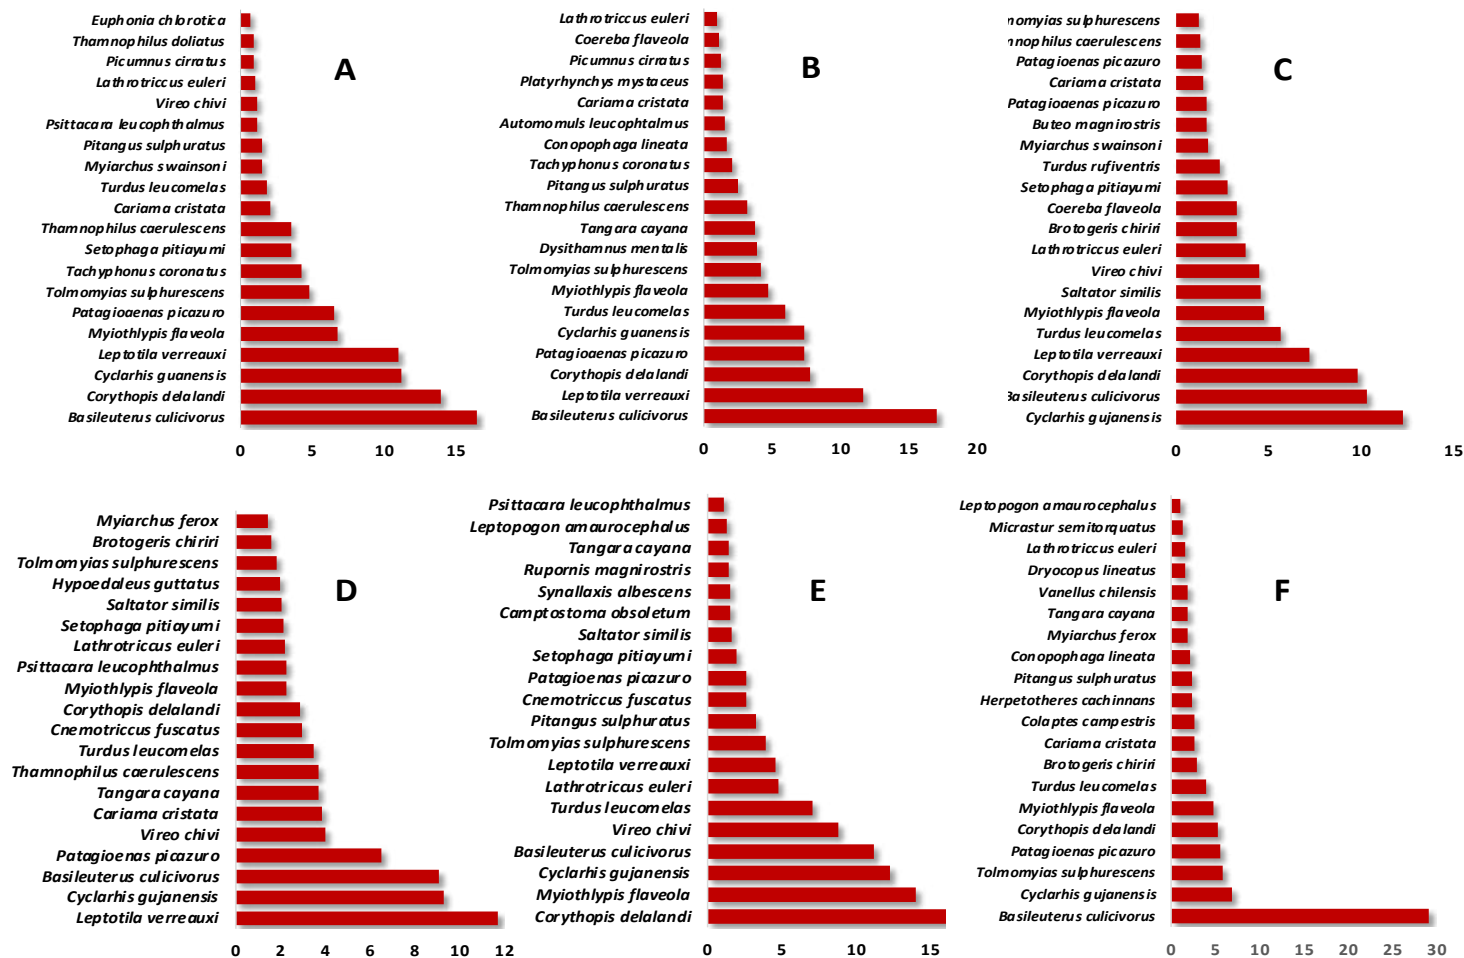 Euphonia chlorotica
Thamnophilus doliatus
Picumnus cirratus
Lathrotriccus euleri
Vireo chivi
Psittacara leucophthalmus
Pitangus sulphuratus
Myiarchus swainsoni
Turdus leucomelas
Cariama cristata
Thamnophilus caerulescens
Setophaga pitiayumi
Tachyphonus coronatus
Tolmomyias sulphurescens
Patagioaenas picazuro
Myiothlypis flaveola
Leptotila verreauxi
Cyclarhis guanensis
Corythopis delalandi
Basileuterus culicivorus
0 5 10 15
A
Lathrotriccus euleri
Coereba flaveola
Picumnus cirratus
Platyrhynchys mystaceus
Cariama cristata
Automomuls leucophtalmus
Conopophaga lineata
Tachyphonus coronatus
Pitangus sulphuratus
Thamnophilus caerulescens
Tangara cayana
Dysithamnus mentalis
Tolmomyias sulphurescens
Myiothlypis flaveola
Turdus leucomelas
Cyclarhis guanensis
Patagioaenas picazuro
Corythopis delalandi
Leptotila verreauxi
Basileuterus culicivorus
0 5 10 15 20
B
nomyias sulphurescens
nnophilus caerulescens
Patagioenas picazuro
Cariama cristata
Patagioaenas picazuro
Buteo magnirostris
Myiarchus swainsoni
Turdus rufiventris
Setophaga pitiayumi
Coereba flaveola
Brotogeris chiriri
Lathrotriccus euleri
Vireo chivi
Saltator similis
Myiothlypis flaveola
Turdus leucomelas
Leptotila verreauxi
Corythopis delalandi
Basileuterus culicivorus
Cyclarhis gujanensis
0 5 10 15
C
Myiarchus ferox
Brotogeris chiriri
Tolmomyias sulphurescens
Hypoedaleus guttatus
Saltator similis
Setophaga pitiayumi
Lathrotriccus euleri
Psittacara leucophthalmus
Myiothlypis flaveola
Corythopis delalandi
Cnemotriccus fuscatus
Turdus leucomelas
Thamnophilus caerulescens
Tangara cayana
Cariama cristata
Vireo chivi
Patagioenas picazuro
Basileuterus culicivorus
Cyclarhis gujanensis
Leptotila verreauxi
0 2 4 6 8 10 12
D
Psittacara leucophthalmus
Leptopogon amaurocephalus
Tangara cayana
Rupornis magnirostris
Synallaxis albescens
Camptostoma obsoletum
Saltator similis
Setophaga pitiayumi
Patagioenas picazuro
Cnemotriccus fuscatus
Pitangus sulphuratus
Tolmomyias sulphurescens
Leptotila verreauxi
Lathrotriccus euleri
Turdus leucomelas
Vireo chivi
Basileuterus culicivorus
Cyclarhis gujanensis
Myiothlypis flaveola
Corythopis delalandi
0 5 10 15
E
Leptopogon amaurocephalus
Micrastur semitorquatus
Lathrotriccus euleri
Dryocopus lineatus
Vanellus chilensis
Tangara cayana
Myiarchus ferox
Conopophaga lineata
Pitangus sulphuratus
Herpetotheres cachinnans
Colaptes campestris
Cariama cristata
Brotogeris chiriri
Turdus leucomelas
Myiothlypis flaveola
Corythopis delalandi
Patagioenas picazuro
Tolmomyias sulphurescens
Cyclarhis gujanensis
Basileuterus culicivorus
0 5 10 15 20 25 30
F